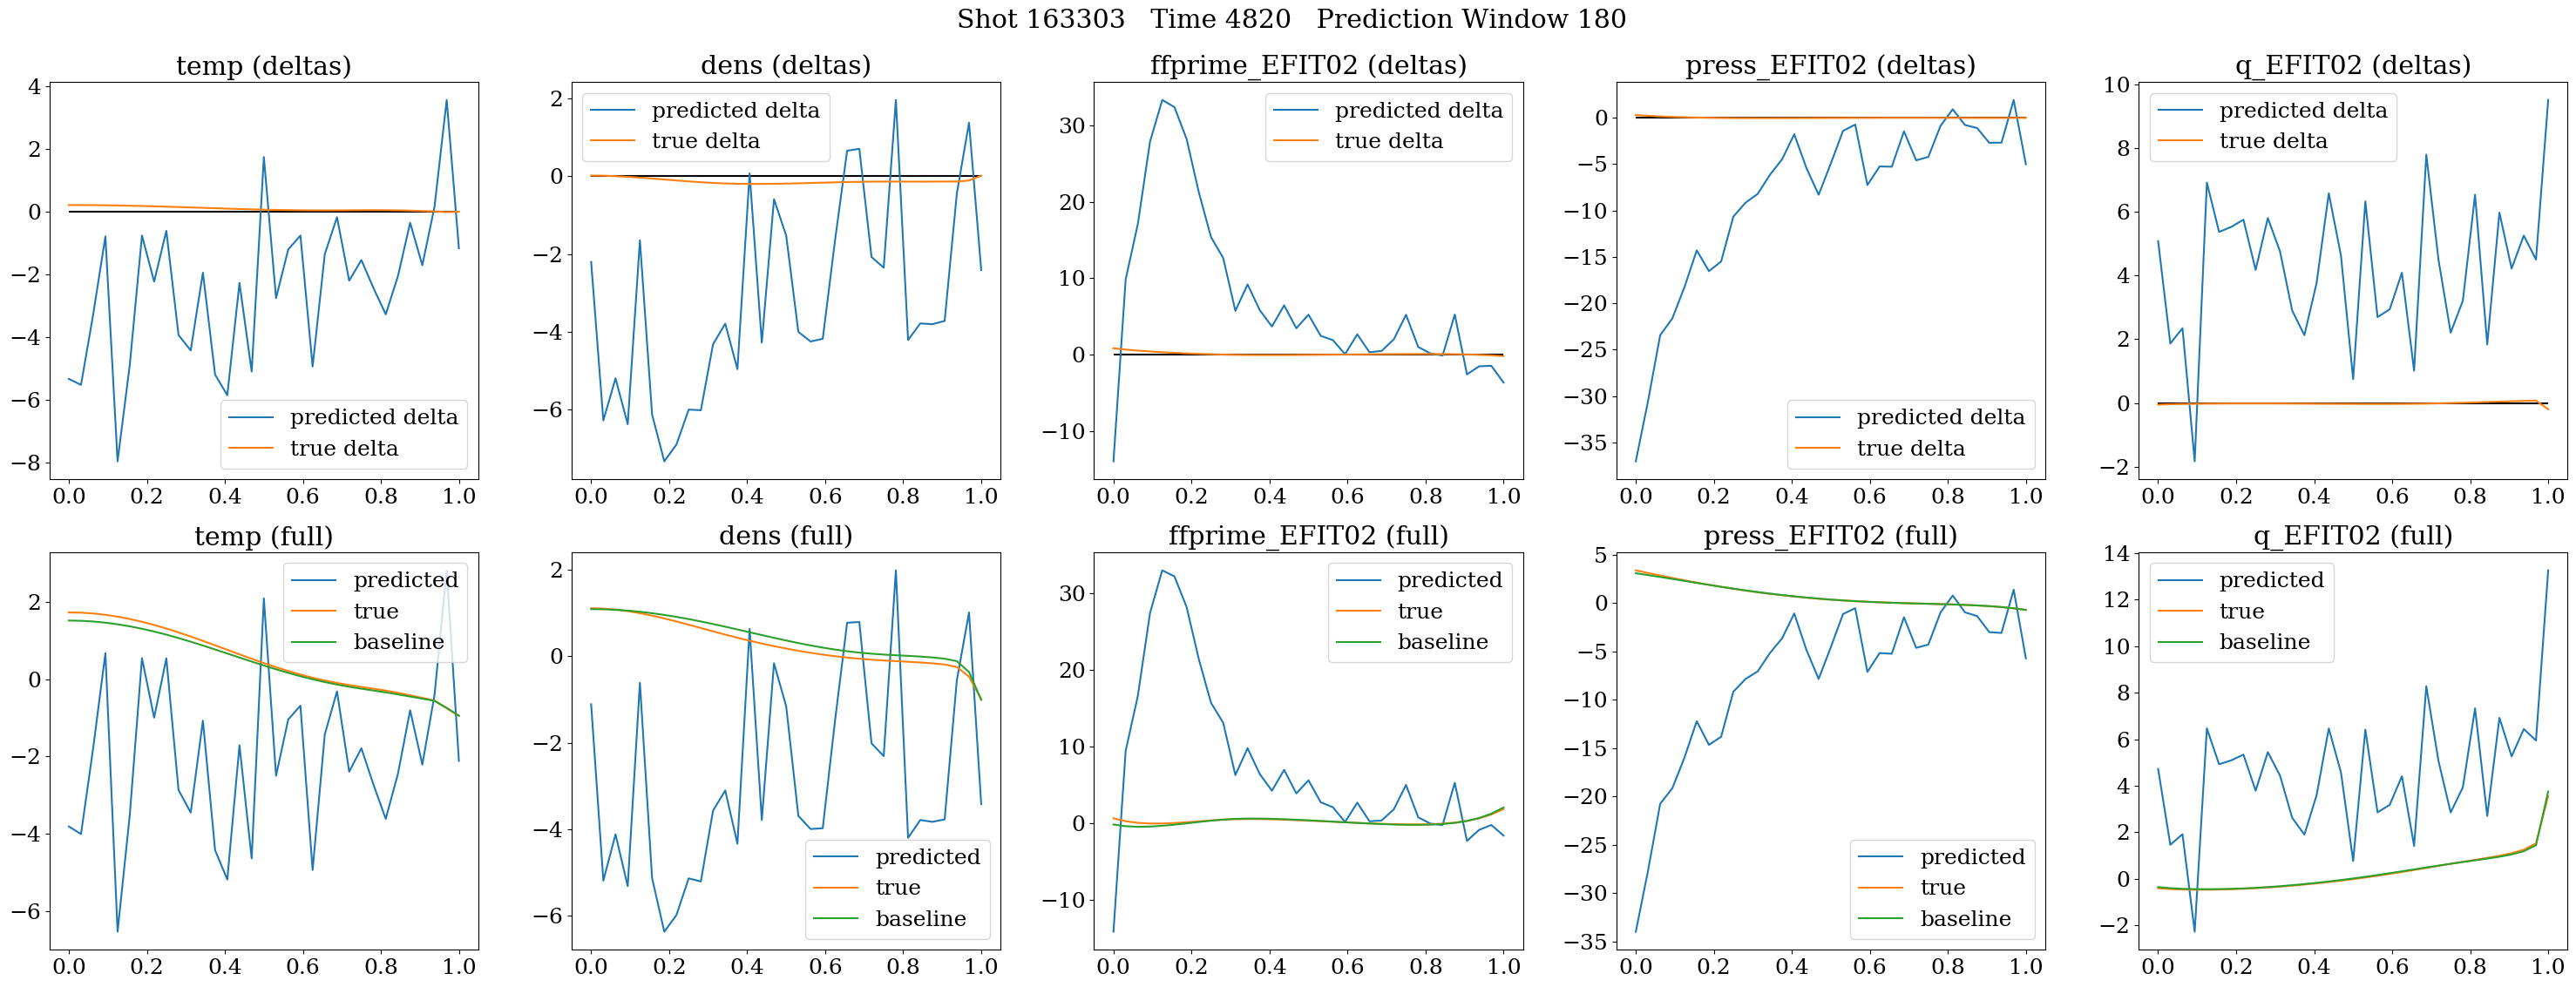 Shot 163303   Time 4820   Prediction Window 180
temp (deltas)
4
2
0
−2
−4
−6
−8
0.0 0.2 0.4 0.6 0.8 1.0
predicted delta
true delta
dens (deltas)
2
0
−2
−4
−6
0.0 0.2 0.4 0.6 0.8 1.0
predicted delta
true delta
ffprime_EFIT02 (deltas)
30
20
10
0
−10
0.0 0.2 0.4 0.6 0.8 1.0
predicted delta
true delta
press_EFIT02 (deltas)
0
−5
−10
−15
−20
−25
−30
−35
0.0 0.2 0.4 0.6 0.8 1.0
predicted delta
true delta
q_EFIT02 (deltas)
10
8
6
4
2
0
−2
0.0 0.2 0.4 0.6 0.8 1.0
predicted delta
true delta
temp (full)
2
0
−2
−4
−6
0.0 0.2 0.4 0.6 0.8 1.0
predicted
true
baseline
dens (full)
2
0
−2
−4
−6
0.0 0.2 0.4 0.6 0.8 1.0
predicted
true
baseline
ffprime_EFIT02 (full)
30
20
10
0
−10
0.0 0.2 0.4 0.6 0.8 1.0
predicted
true
baseline
press_EFIT02 (full)
5
0
−5
−10
−15
−20
−25
−30
−35
0.0 0.2 0.4 0.6 0.8 1.0
predicted
true
baseline
q_EFIT02 (full)
14
12
10
8
6
4
2
0
−2
0.0 0.2 0.4 0.6 0.8 1.0
predicted
true
baseline